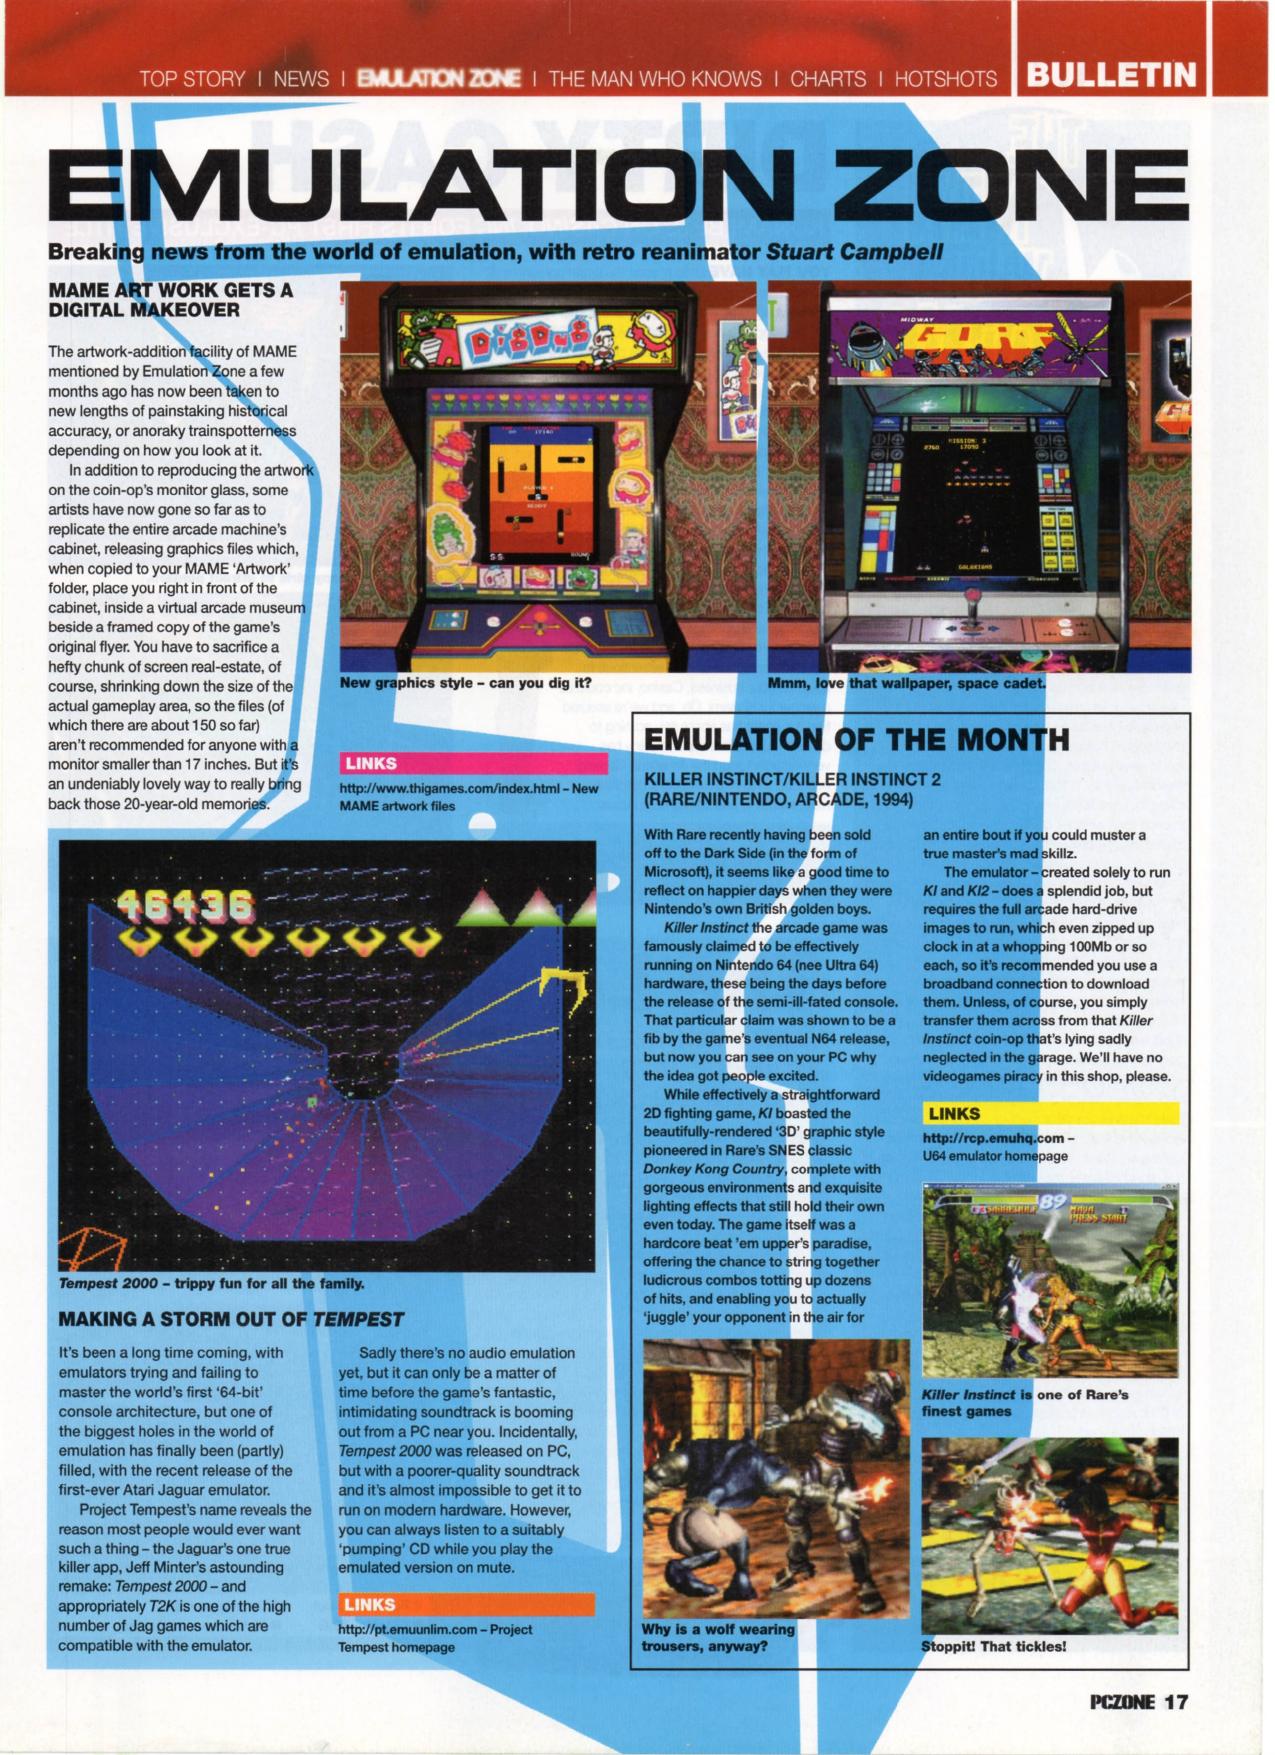 TOP STORY | NEWS | EMULATION ZONE | THE MAN WHO KNOWS | CHARTS | HOTSHOTS
BULLETIN
EMULATION ZONE
Breaking news from the world of emulation, with retro reanimator Stuart Campbell
MAME ART WORK GETS A
DIGITAL MAKEOVER
The artwork-addition facility of MAME
mentioned by Emulation Zone a few
months ago has now been taken to
new lengths of painstaking historical
accuracy, or anoraky trainspotterness
depending on how you look at it.
In addition to reproducing the artwork
on the coin-op's monitor glass, some
artists have now gone so far as to
replicate the entire arcade machine's
cabinet, releasing graphics files which,
when copied to your MAME 'Artwork'
folder, place you right in front of the
cabinet, inside a virtual arcade museum
beside a framed copy of the game's
original flyer. You have to sacrifice a
hefty chunk of screen real-estate, of
course, shrinking down the size of the
actual gameplay area, so the files (of
which there are about 150 so far)
aren't recommended for anyone with a
monitor smaller than 17 inches. But it's
an undeniably lovely way to really bring
back those 20-year-old memories.
DigDug
New graphics style – can you dig it?
MIDWAY
GORF
MISSION: 3
2760 17090
GALAXIANS
Mmm, love that wallpaper, space cadet.
LINKS
http://www.thigames.com/index.html – New
MAME artwork files
46436
Tempest 2000 – trippy fun for all the family.
MAKING A STORM OUT OF TEMPEST
It's been a long time coming, with
emulators trying and failing to
master the world's first '64-bit'
console architecture, but one of
the biggest holes in the world of
emulation has finally been (partly)
filled, with the recent release of the
first-ever Atari Jaguar emulator.
Project Tempest's name reveals the
reason most people would ever want
such a thing – the Jaguar's one true
killer app, Jeff Minter's astounding
remake: Tempest 2000 – and
appropriately T2K is one of the high
number of Jag games which are
compatible with the emulator.
Sadly there's no audio emulation
yet, but it can only be a matter of
time before the game's fantastic,
intimidating soundtrack is booming
out from a PC near you. Incidentally,
Tempest 2000 was released on PC,
but with a poorer-quality soundtrack
and it's almost impossible to get it to
run on modern hardware. However,
you can always listen to a suitably
'pumping' CD while you play the
emulated version on mute.
LINKS
http://pt.emuunlim.com – Project
Tempest homepage
EMULATION OF THE MONTH
KILLER INSTINCT/KILLER INSTINCT 2
(RARE/NINTENDO, ARCADE, 1994)
With Rare recently having been sold
off to the Dark Side (in the form of
Microsoft), it seems like a good time to
reflect on happier days when they were
Nintendo's own British golden boys.
Killer Instinct the arcade game was
famously claimed to be effectively
running on Nintendo 64 (nee Ultra 64)
hardware, these being the days before
the release of the semi-ill-fated console.
That particular claim was shown to be a
fib by the game's eventual N64 release,
but now you can see on your PC why
the idea got people excited.
While effectively a straightforward
2D fighting game, KI boasted the
beautifully-rendered '3D' graphic style
pioneered in Rare's SNES classic
Donkey Kong Country, complete with
gorgeous environments and exquisite
lighting effects that still hold their own
even today. The game itself was a
hardcore beat 'em upper's paradise,
offering the chance to string together
ludicrous combos totting up dozens
of hits, and enabling you to actually
'juggle' your opponent in the air for
an entire bout if you could muster a
true master's mad skillz.
The emulator – created solely to run
KI and KI2 – does a splendid job, but
requires the full arcade hard-drive
images to run, which even zipped up
clock in at a whopping 100Mb or so
each, so it's recommended you use a
broadband connection to download
them. Unless, of course, you simply
transfer them across from that Killer
Instinct coin-op that's lying sadly
neglected in the garage. We'll have no
videogames piracy in this shop, please.
LINKS
http://rcp.emuhq.com –
U64 emulator homepage
SABREWULF 89 MAYA
PRESS START
Killer Instinct is one of Rare's
finest games
Why is a wolf wearing
trousers, anyway?
Stoppit! That tickles!
PCZONE 17